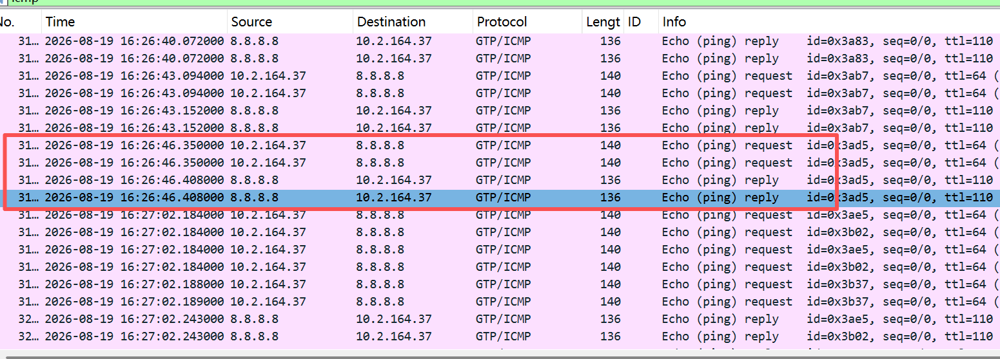 No. Time Source Destination Protocol Lengt ID Info
31… 2026-08-19 16:26:40.072000 8.8.8.8 10.2.164.37 GTP/ICMP 136 Echo (ping) reply id=0x3a83, seq=0/0, ttl=110
31… 2026-08-19 16:26:40.072000 8.8.8.8 10.2.164.37 GTP/ICMP 136 Echo (ping) reply id=0x3a83, seq=0/0, ttl=110
31… 2026-08-19 16:26:43.094000 10.2.164.37 8.8.8.8 GTP/ICMP 140 Echo (ping) request id=0x3ab7, seq=0/0, ttl=64 (
31… 2026-08-19 16:26:43.094000 10.2.164.37 8.8.8.8 GTP/ICMP 140 Echo (ping) request id=0x3ab7, seq=0/0, ttl=64 (
31… 2026-08-19 16:26:43.152000 8.8.8.8 10.2.164.37 GTP/ICMP 136 Echo (ping) reply id=0x3ab7, seq=0/0, ttl=110
31… 2026-08-19 16:26:43.152000 8.8.8.8 10.2.164.37 GTP/ICMP 136 Echo (ping) reply id=0x3ab7, seq=0/0, ttl=110
31… 2026-08-19 16:26:46.350000 10.2.164.37 8.8.8.8 GTP/ICMP 140 Echo (ping) request id=0x3ad5, seq=0/0, ttl=64 (
31… 2026-08-19 16:26:46.350000 10.2.164.37 8.8.8.8 GTP/ICMP 140 Echo (ping) request id=0x3ad5, seq=0/0, ttl=64 (
31… 2026-08-19 16:26:46.408000 8.8.8.8 10.2.164.37 GTP/ICMP 136 Echo (ping) reply id=0x3ad5, seq=0/0, ttl=110
31… 2026-08-19 16:26:46.408000 8.8.8.8 10.2.164.37 GTP/ICMP 136 Echo (ping) reply id=0x3ad5, seq=0/0, ttl=110
31… 2026-08-19 16:27:02.184000 10.2.164.37 8.8.8.8 GTP/ICMP 140 Echo (ping) request id=0x3ae5, seq=0/0, ttl=64 (
31… 2026-08-19 16:27:02.184000 10.2.164.37 8.8.8.8 GTP/ICMP 140 Echo (ping) request id=0x3b02, seq=0/0, ttl=64 (
31… 2026-08-19 16:27:02.184000 10.2.164.37 8.8.8.8 GTP/ICMP 140 Echo (ping) request id=0x3ae5, seq=0/0, ttl=64 (
31… 2026-08-19 16:27:02.184000 10.2.164.37 8.8.8.8 GTP/ICMP 140 Echo (ping) request id=0x3b02, seq=0/0, ttl=64 (
31… 2026-08-19 16:27:02.188000 10.2.164.37 8.8.8.8 GTP/ICMP 140 Echo (ping) request id=0x3b37, seq=0/0, ttl=64 (
31… 2026-08-19 16:27:02.189000 10.2.164.37 8.8.8.8 GTP/ICMP 140 Echo (ping) request id=0x3b37, seq=0/0, ttl=64 (
32… 2026-08-19 16:27:02.243000 8.8.8.8 10.2.164.37 GTP/ICMP 136 Echo (ping) reply id=0x3ae5, seq=0/0, ttl=110
32… 2026-08-19 16:27:02.243000 8.8.8.8 10.2.164.37 GTP/ICMP 136 Echo (ping) reply id=0x3b02, seq=0/0, ttl=110